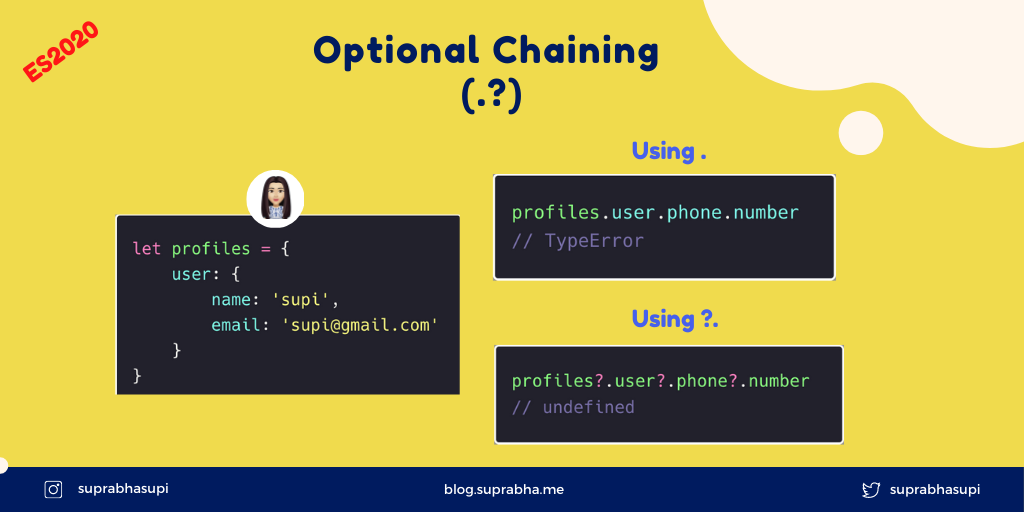 ES2020
Optional Chaining
(.?)
let profiles = {
    user: {
        name: 'supi',
        email: 'supi@gmail.com'
    }
}
Using .
profiles.user.phone.number
// TypeError
Using ?.
profiles?.user?.phone?.number
// undefined
suprabhasupi
blog.suprabha.me
suprabhasupi